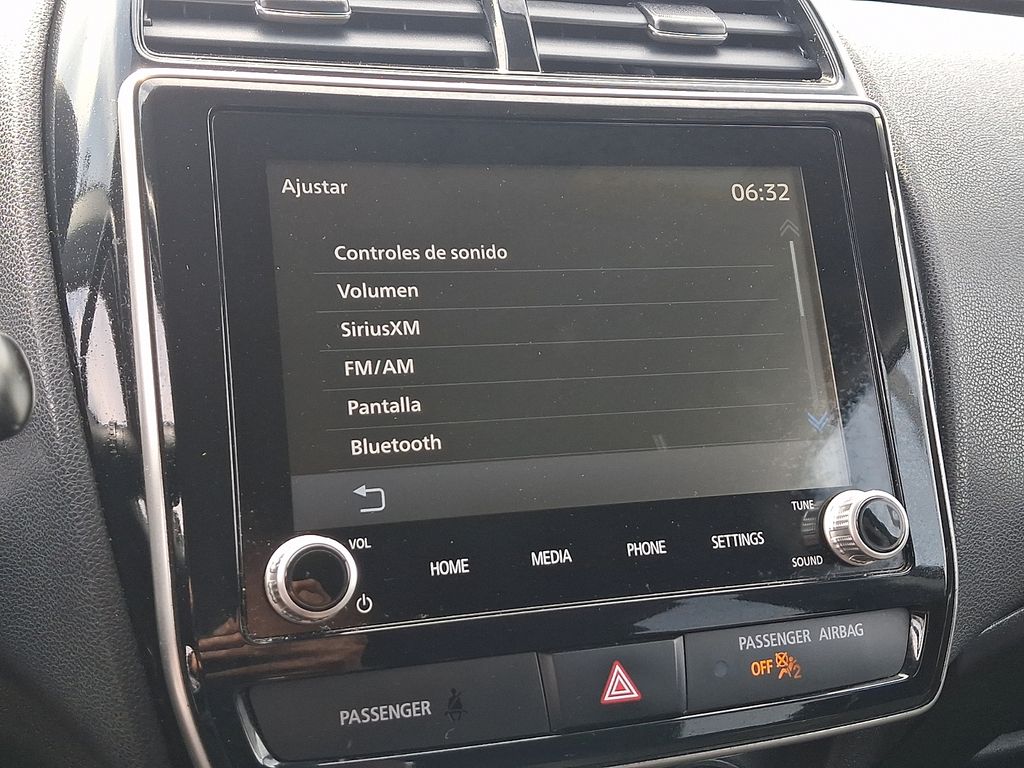 Ajustar
06:32
Controles de sonido
Volumen
SiriusXM
FM/AM
Pantalla
Bluetooth
TUNE
VOL
HOME
MEDIA
PHONE
SETTINGS
SOUND
PASSENGER AIRBAG
OFF
2
PASSENGER